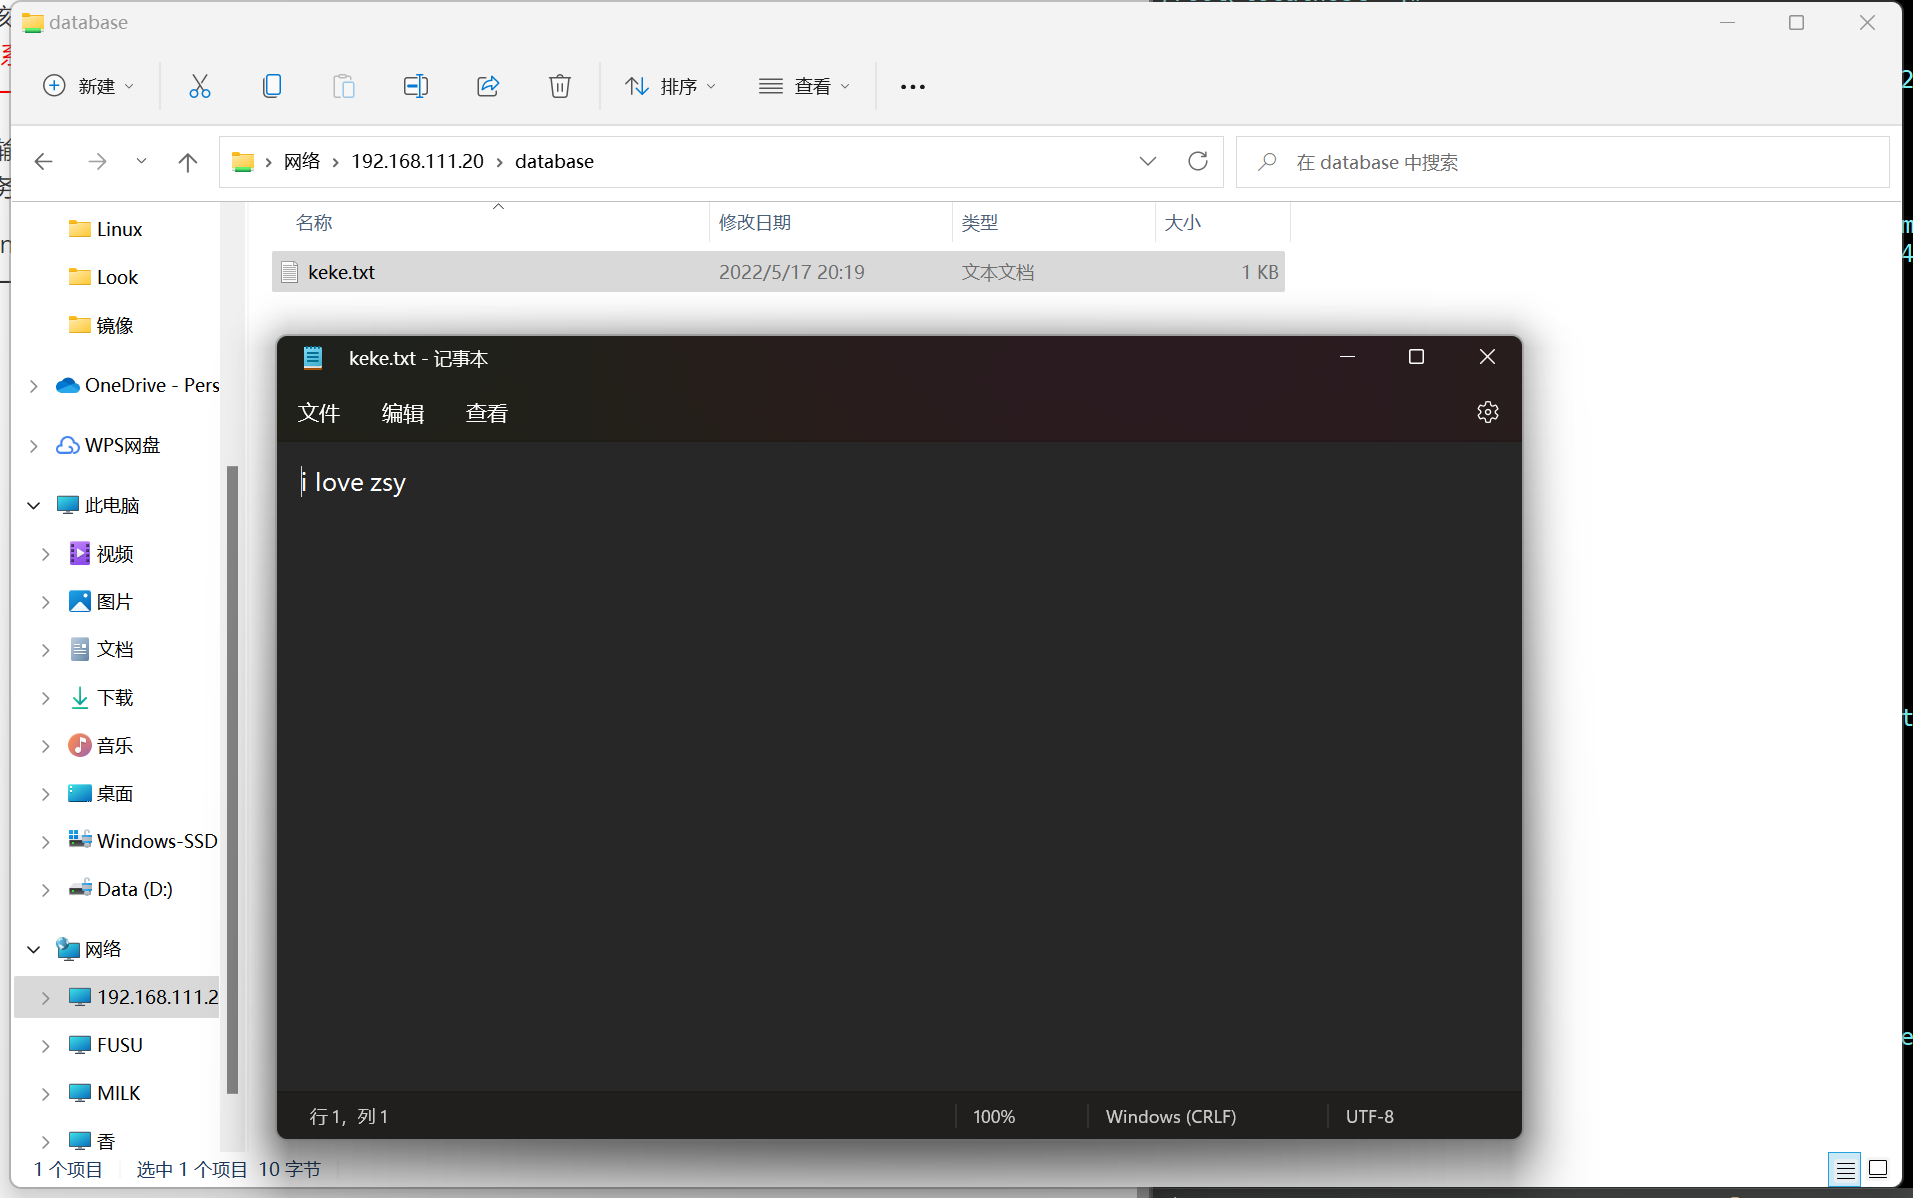 database
新建
排序
查看
网络 192.168.111.20 database
在 database 中搜索
名称 修改日期 类型 大小
keke.txt 2022/5/17 20:19 文本文档 1 KB
Linux
Look
镜像
OneDrive - Pers
WPS网盘
此电脑
视频
图片
文档
下载
音乐
桌面
Windows-SSD
Data (D:)
网络
192.168.111.2
FUSU
MILK
香
keke.txt - 记事本
文件 编辑 查看
i love zsy
行 1，列 1 100% Windows (CRLF) UTF-8
1 个项目 选中 1 个项目 10 字节